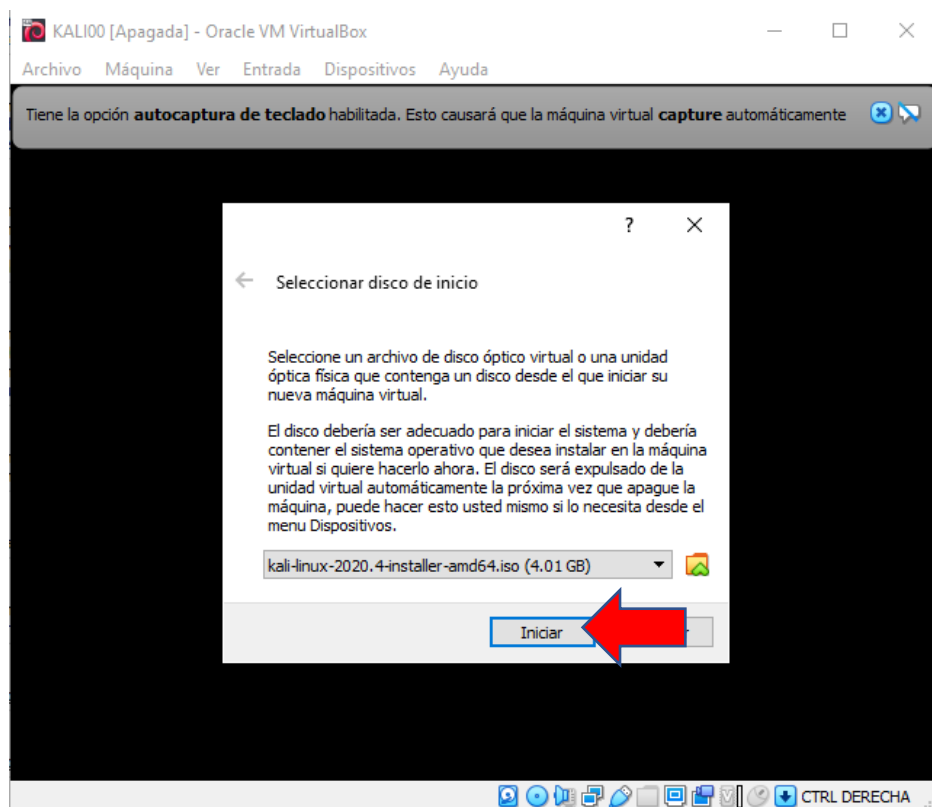 KALI00 [Apagada] - Oracle VM VirtualBox
Archivo Máquina Ver Entrada Dispositivos Ayuda
Tiene la opción autocaptura de teclado habilitada. Esto causará que la máquina virtual capture automáticamente
?
Seleccionar disco de inicio
Seleccione un archivo de disco óptico virtual o una unidad
óptica física que contenga un disco desde el que iniciar su
nueva máquina virtual.
El disco debería ser adecuado para iniciar el sistema y debería
contener el sistema operativo que desea instalar en la máquina
virtual si quiere hacerlo ahora. El disco será expulsado de la
unidad virtual automáticamente la próxima vez que apague la
máquina, puede hacer esto usted mismo si lo necesita desde el
menu Dispositivos.
kali-linux-2020.4-installer-amd64.iso (4.01 GB)
Iniciar
CTRL DERECHA